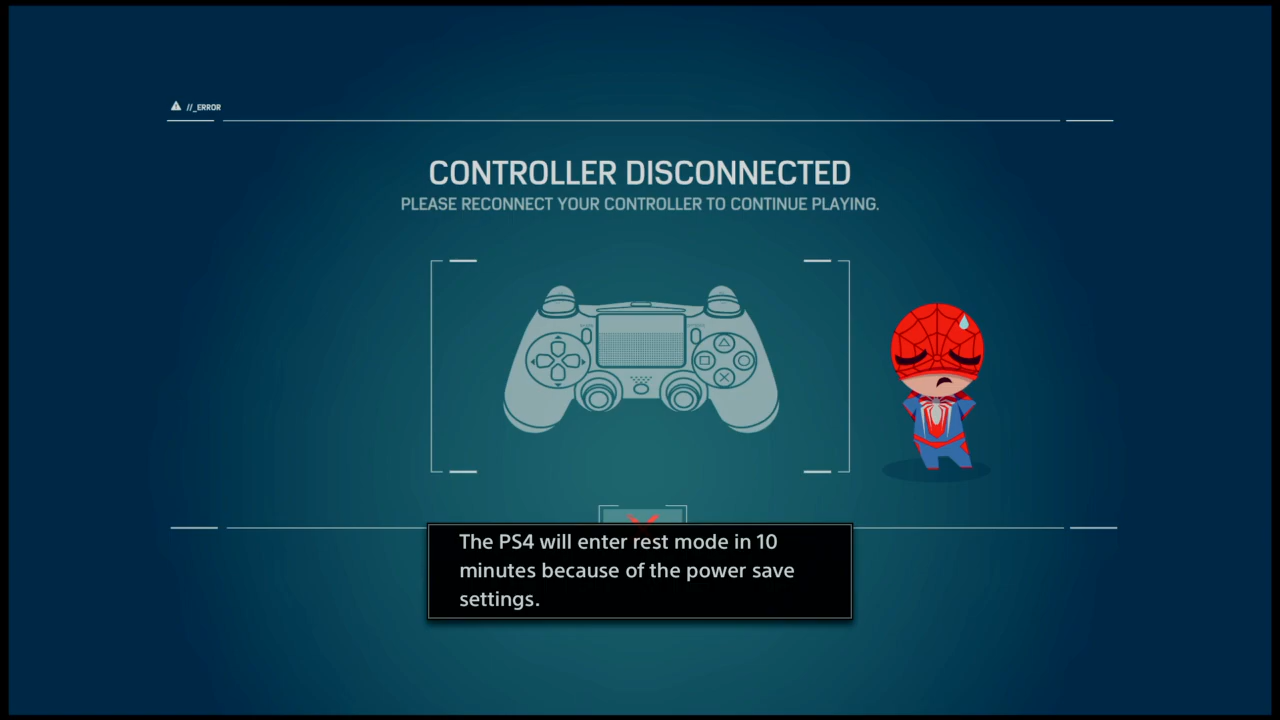 //_ERROR
CONTROLLER DISCONNECTED
PLEASE RECONNECT YOUR CONTROLLER TO CONTINUE PLAYING.
The PS4 will enter rest mode in 10
minutes because of the power save
settings.